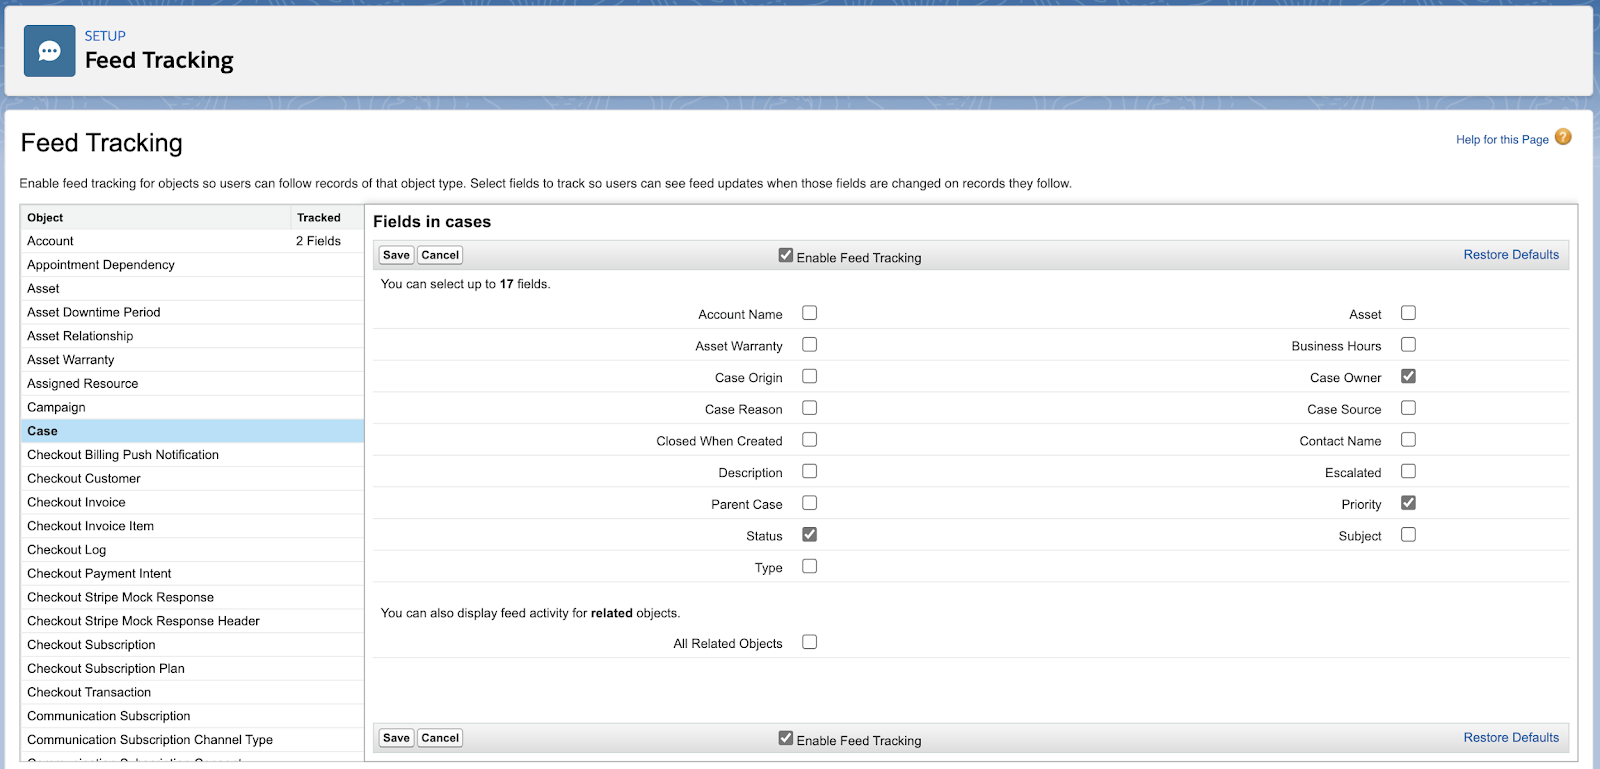 SETUP
Feed Tracking
Feed Tracking
Help for this Page ?
Enable feed tracking for objects so users can follow records of that object type. Select fields to track so users can see feed updates when those fields are changed on records they follow.
Object Tracked
Account 2 Fields
Appointment Dependency
Asset
Asset Downtime Period
Asset Relationship
Asset Warranty
Assigned Resource
Campaign
Case
Checkout Billing Push Notification
Checkout Customer
Checkout Invoice
Checkout Invoice Item
Checkout Log
Checkout Payment Intent
Checkout Stripe Mock Response
Checkout Stripe Mock Response Header
Checkout Subscription
Checkout Subscription Plan
Checkout Transaction
Communication Subscription
Communication Subscription Channel Type
Fields in cases
Save Cancel Enable Feed Tracking Restore Defaults
You can select up to 17 fields.
Account Name Asset
Asset Warranty Business Hours
Case Origin Case Owner
Case Reason Case Source
Closed When Created Contact Name
Description Escalated
Parent Case Priority
Status Subject
Type
You can also display feed activity for related objects.
All Related Objects
Save Cancel Enable Feed Tracking Restore Defaults